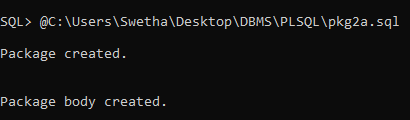 SQL> @C:\Users\Swetha\Desktop\DBMS\PLSQL\pkg2a.sql
Package created.
Package body created.